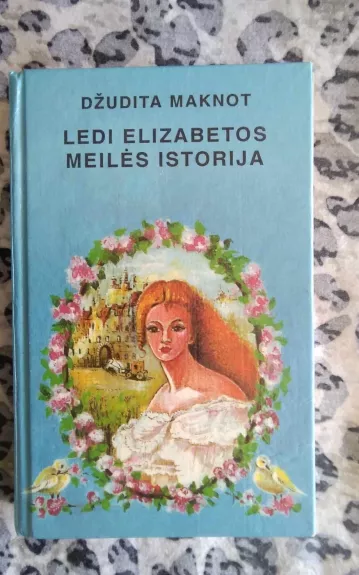 DŽUDITA MAKNOT
LEDI ELIZABETOS
MEILĖS ISTORIJA